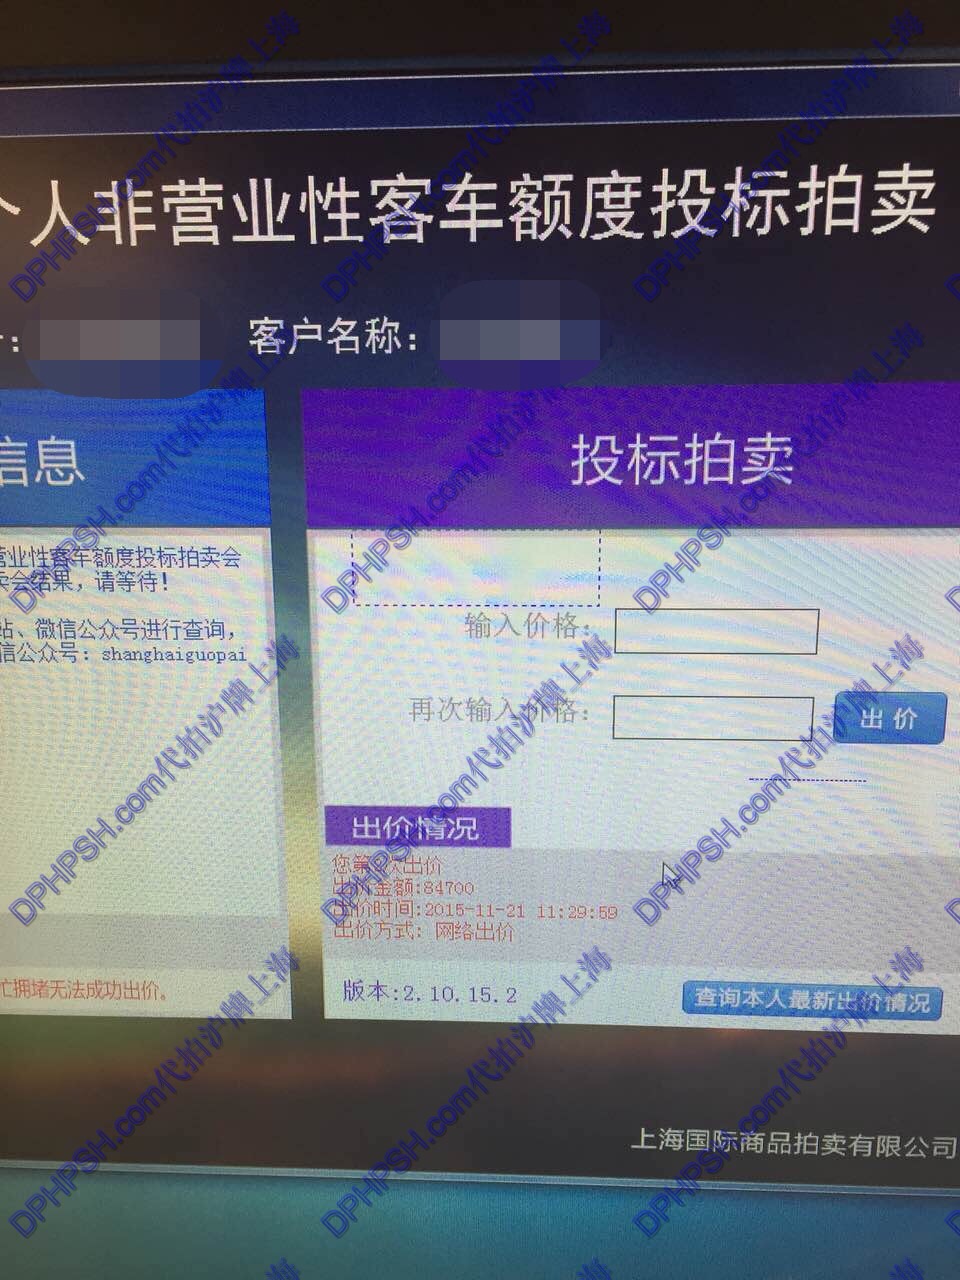 人非营业性客车额度投标拍卖
客户名称：
信息
投标拍卖
营业性客车额度投标拍卖会
卖会结果，请等待！
站、微信公众号进行查询，
信公众号：shanghaiguopai
输入价格：
再次输入价格：
出价
出价情况
您第 次出价
出价金额:84700
出价时间:2015-11-21 11:29:59
出价方式：网络出价
忙拥堵无法成功出价。
版本:2.10.15.2
查询本人最新出价情况
上海国际商品拍卖有限公司
DPHPSH.com代拍沪牌上海